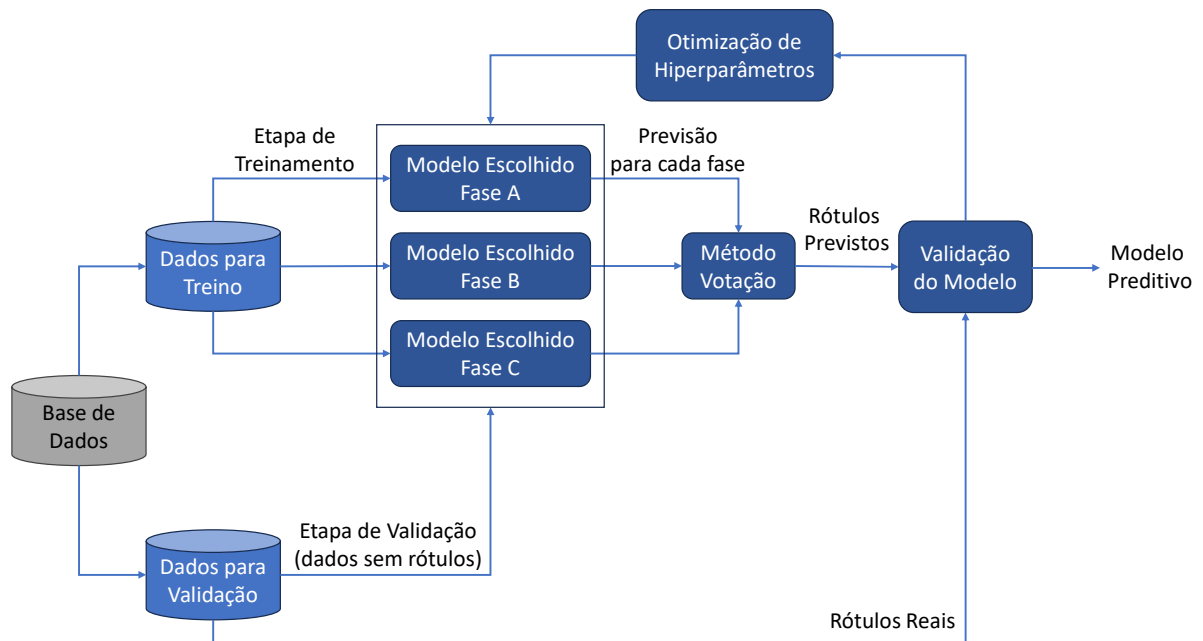 Otimização de
Hiperparâmetros
Etapa de
Treinamento
Previsão
para cada fase
Modelo Escolhido
Fase A
Rótulos
Previstos
Dados para
Treino
Modelo Escolhido
Fase B
Método
Votação
Validação
do Modelo
Modelo
Preditivo
Modelo Escolhido
Fase C
Base de
Dados
Etapa de Validação
(dados sem rótulos)
Dados para
Validação
Rótulos Reais